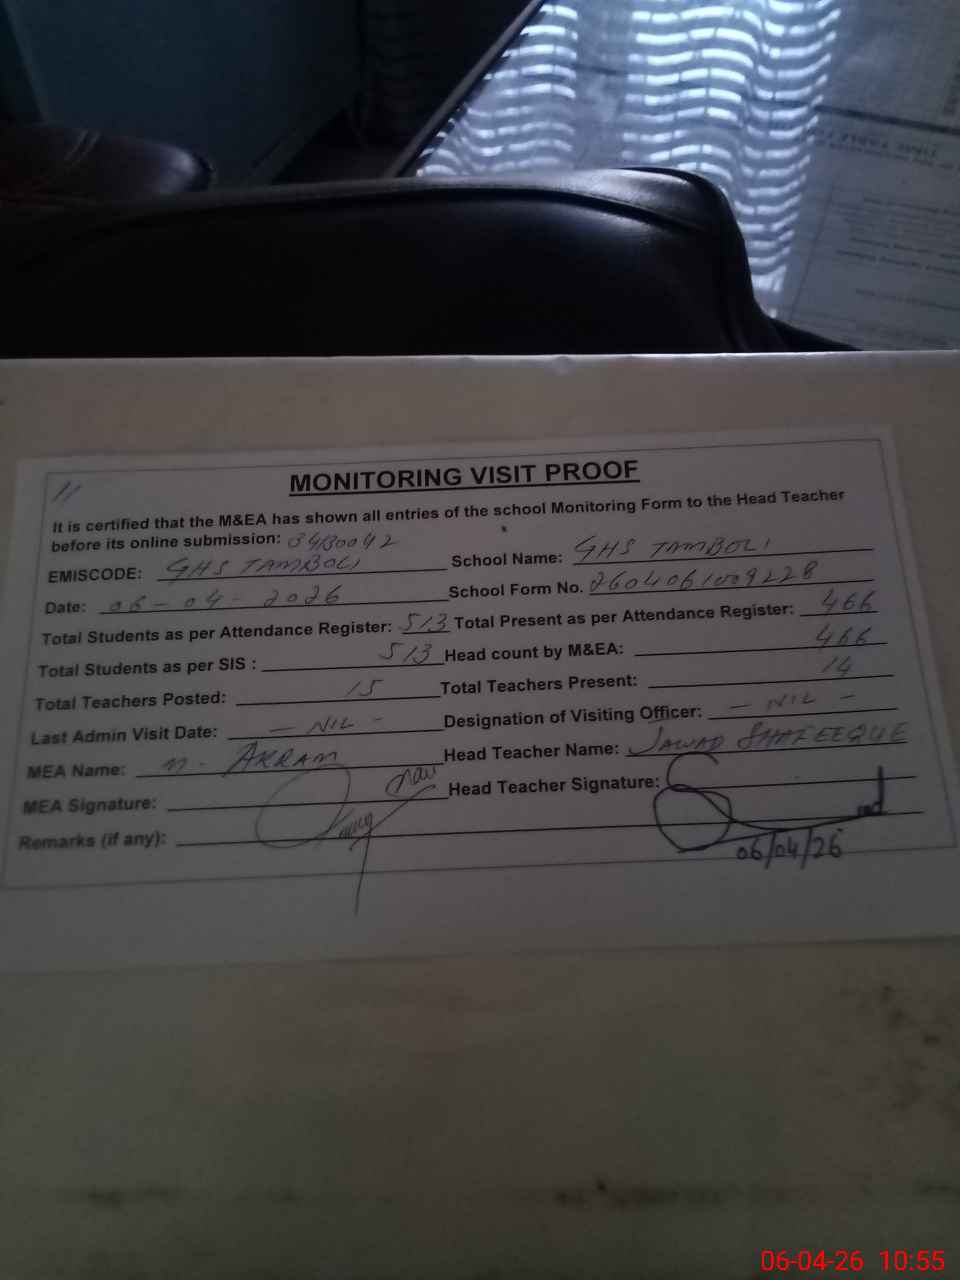 11
MONITORING VISIT PROOF
It is certified that the M&EA has shown all entries of the school Monitoring Form to the Head Teacher
before its online submission: 34130042
EMISCODE: GHS TAMBOLI School Name: GHS TAMBOLI
Date: 06-04-2026 School Form No. 2604061009228
Total Students as per Attendance Register: 513 Total Present as per Attendance Register: 466
Total Students as per SIS : 513 Head count by M&EA: 466
Total Teachers Posted: 15 Total Teachers Present: 14
Last Admin Visit Date: - NIL - Designation of Visiting Officer: - NIL -
MEA Name: M. AKRAM Head Teacher Name: JAWAD SHAFEEQUE
MEA Signature: Head Teacher Signature:
Remarks (if any):
06/04/26
06-04-26 10:55